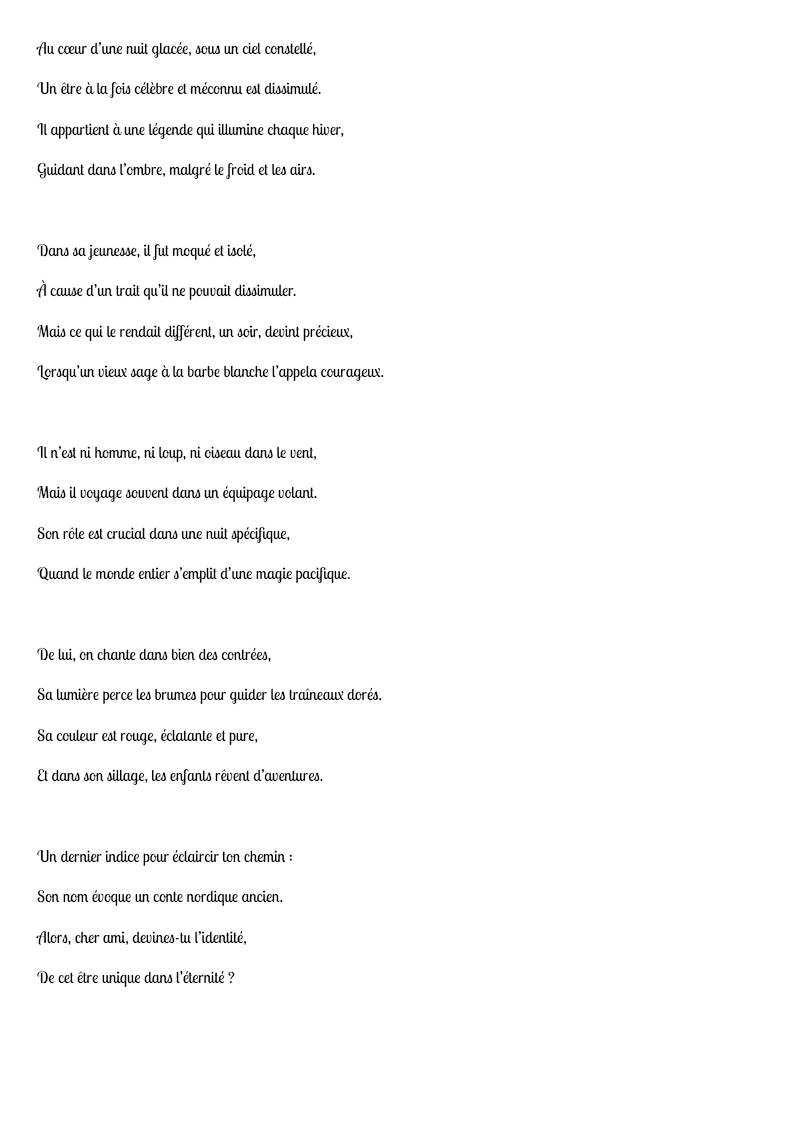 Au cœur d’une nuit glacée, sous un ciel constellé,
Un être à la fois célèbre et méconnu est dissimulé.
Il appartient à une légende qui illumine chaque hiver,
Guidant dans l’ombre, malgré le froid et les airs.
Dans sa jeunesse, il fut moqué et isolé,
À cause d’un trait qu’il ne pouvait dissimuler.
Mais ce qui le rendait différent, un soir, devint précieux,
Lorsqu’un vieux sage à la barbe blanche l’appela courageux.
Il n’est ni homme, ni loup, ni oiseau dans le vent,
Mais il voyage souvent dans un équipage volant.
Son rôle est crucial dans une nuit spécifique,
Quand le monde entier s’emplit d’une magie pacifique.
De lui, on chante dans bien des contrées,
Sa lumière perce les brumes pour guider les traîneaux dorés.
Sa couleur est rouge, éclatante et pure,
Et dans son sillage, les enfants rêvent d’aventures.
Un dernier indice pour éclaircir ton chemin :
Son nom évoque un conte nordique ancien.
Alors, cher ami, devines-tu l’identité,
De cet être unique dans l’éternité ?